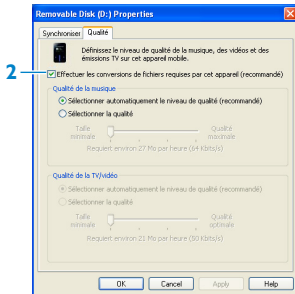 Removable Disk (D:) Properties
Synchroniser Qualité
Définissez le niveau de qualité de la musique, des vidéos et des
émissions TV sur cet appareil mobile.
2
Effectuer les conversions de fichiers requises par cet appareil (recommandé)
Qualité de la musique
Sélectionner automatiquement le niveau de qualité (recommandé)
Sélectionner la qualité
Taille Qualité
minimale maximale
Requiert environ 27 Mo par heure (64 Kbits/s)
Qualité de la TV/vidéo
Sélectionner automatiquement le niveau de qualité (recommandé)
Sélectionner la qualité
Taille Qualité
minimale optimale
Requiert environ 21 Mo par heure (50 Kbits/s)
OK Cancel Apply Help